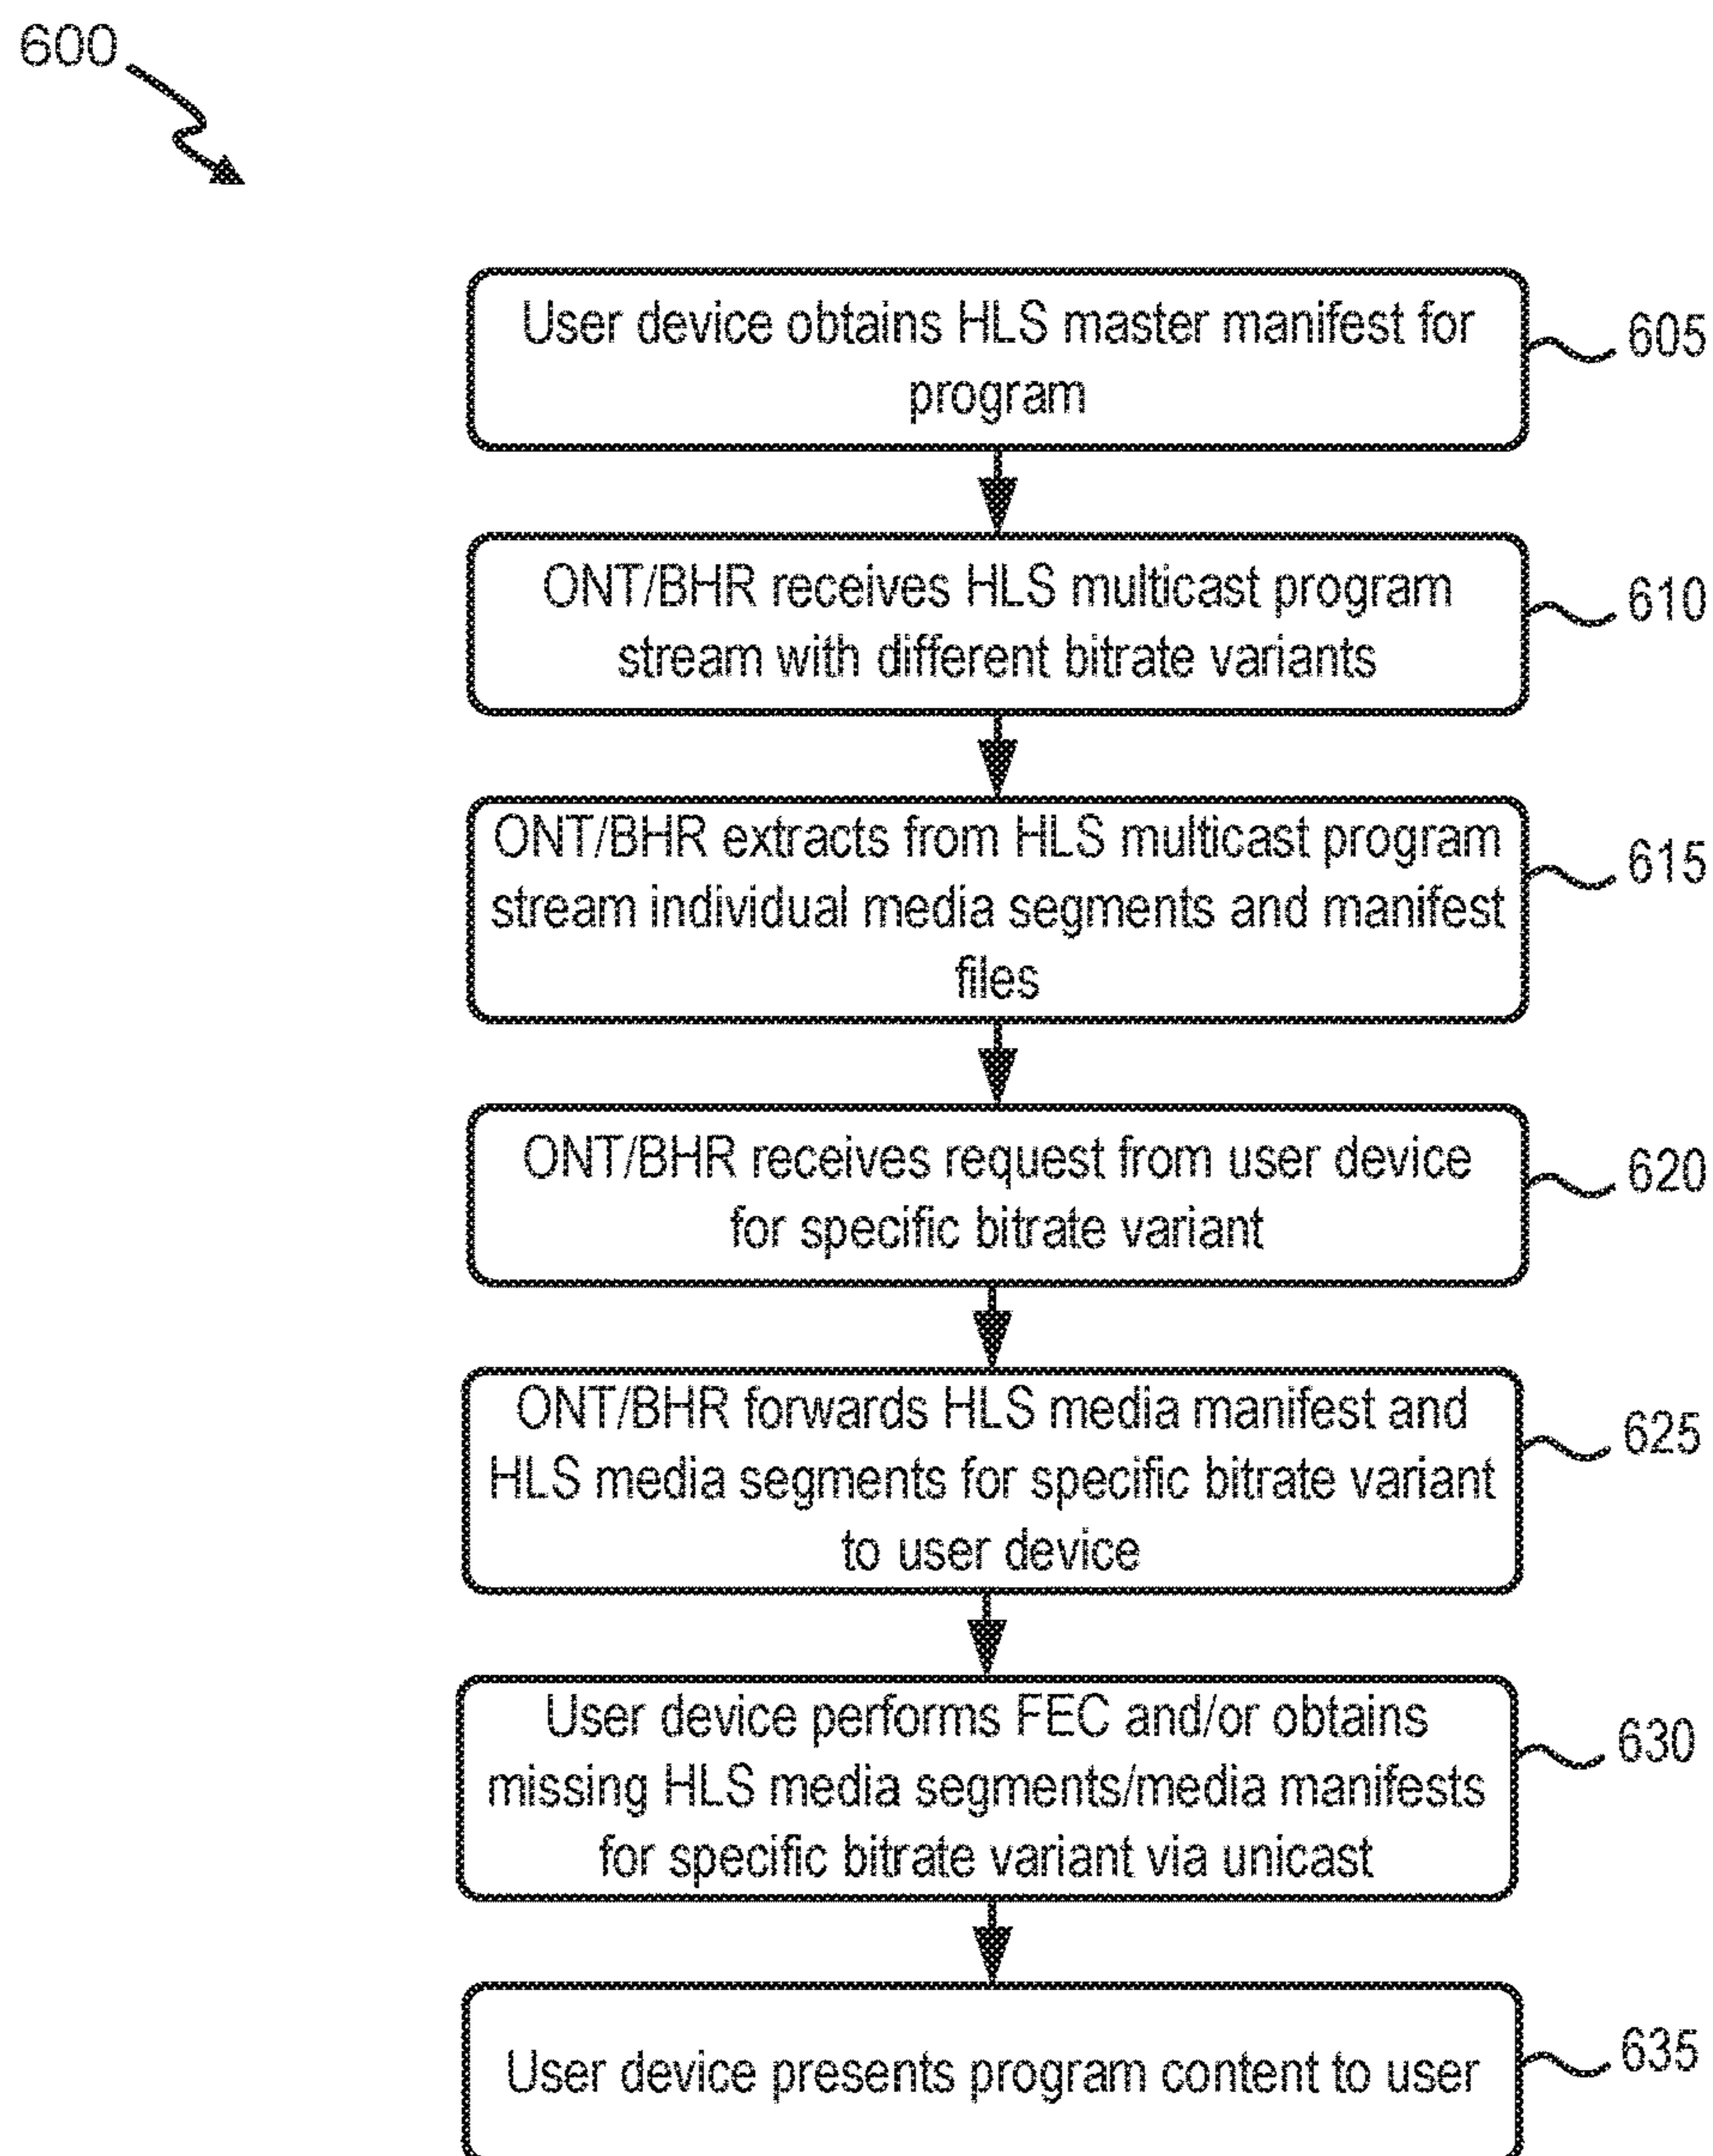 600
User device obtains HLS master manifest for
program
605
ONT/BHR receives HLS multicast program
stream with different bitrate variants
610
ONT/BHR extracts from HLS multicast program
stream individual media segments and manifest
files
615
ONT/BHR receives request from user device
for specific bitrate variant
620
ONT/BHR forwards HLS media manifest and
HLS media segments for specific bitrate variant
to user device
625
User device performs FEC and/or obtains
missing HLS media segments/media manifests
for specific bitrate variant via unicast
630
User device presents program content to user
635